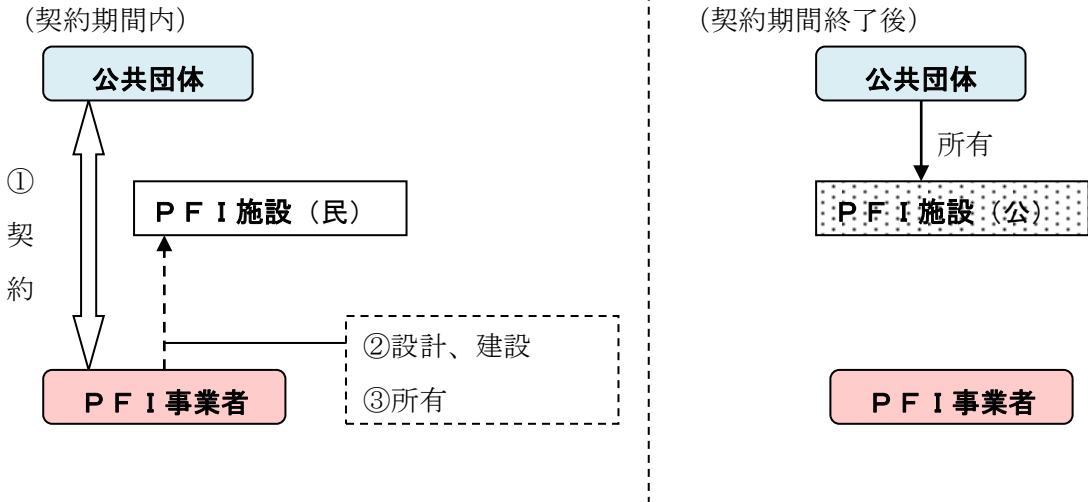 (契約期間内)
公共団体
①契約
PFI施設(民)
②設計、建設
③所有
PFI事業者
(契約期間終了後)
公共団体
所有
PFI施設(公)
PFI事業者